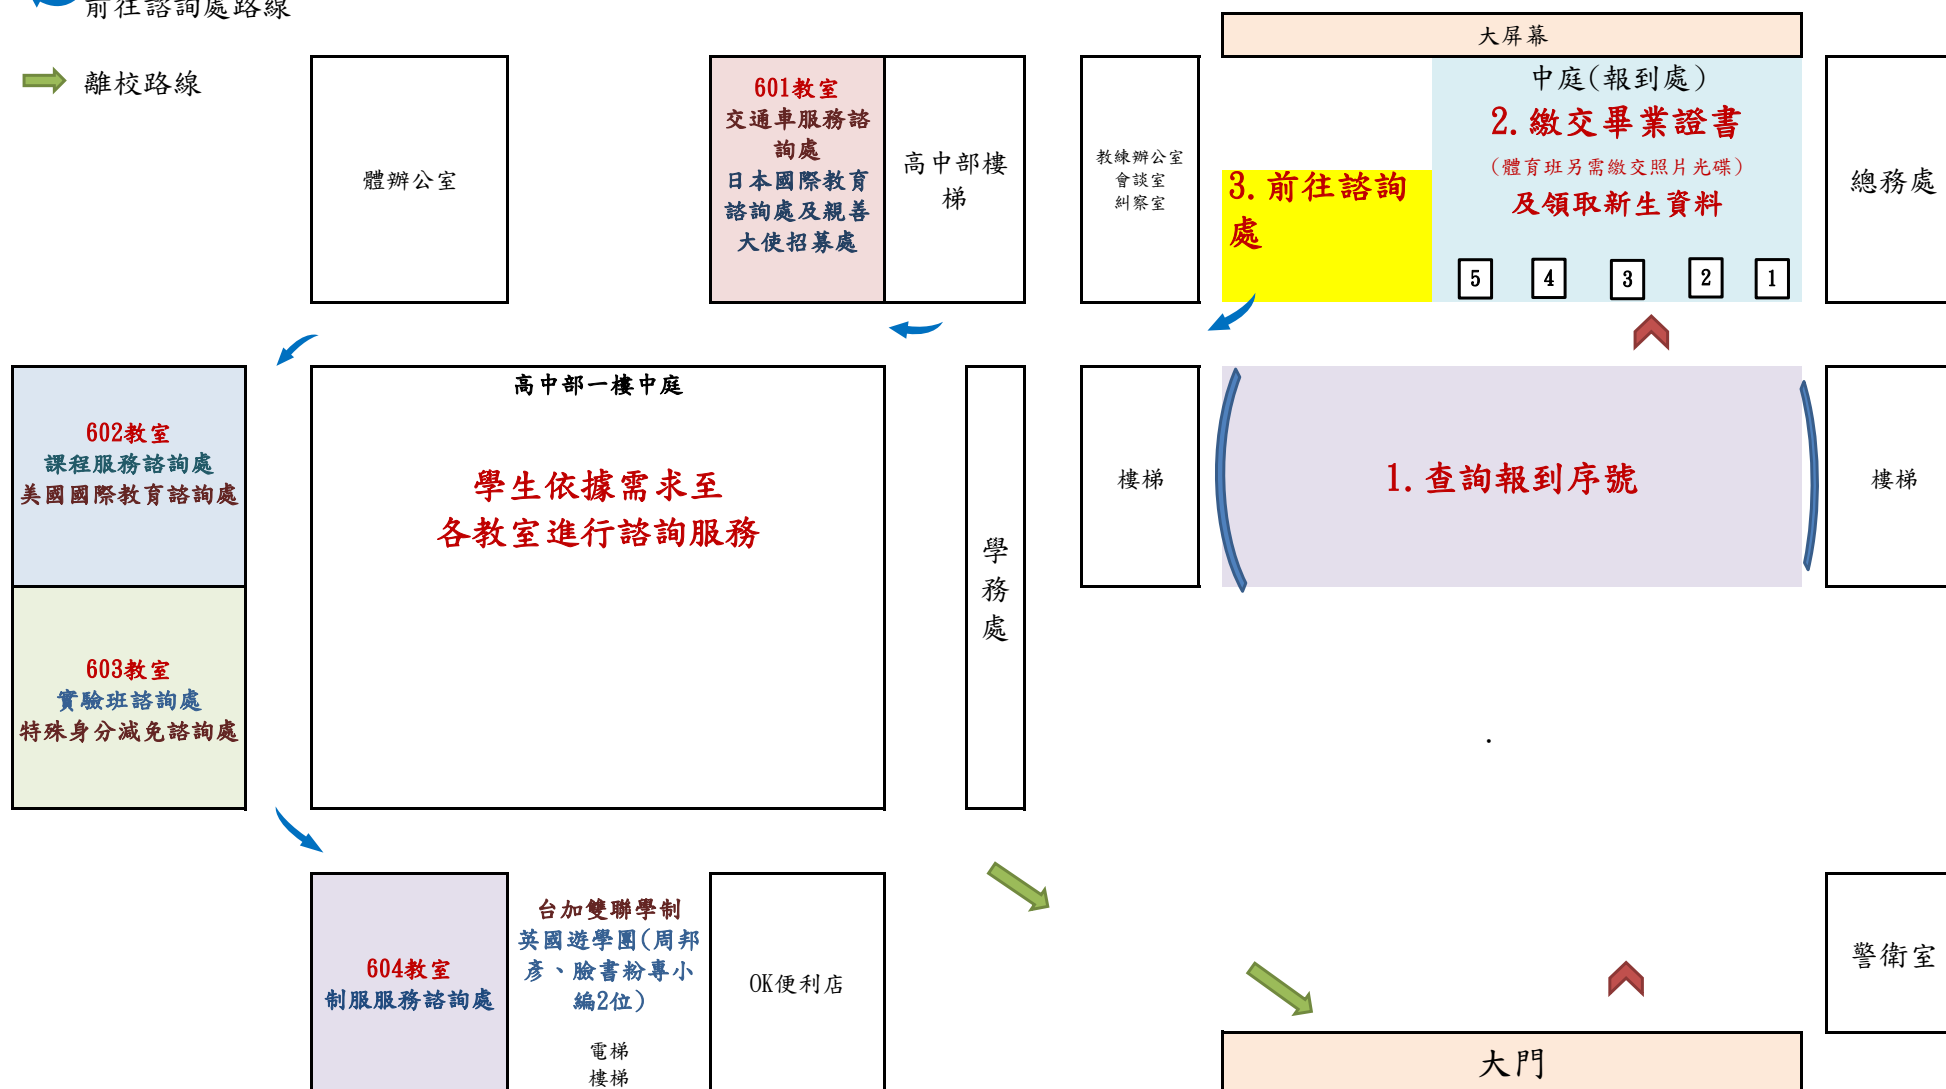 前往諮詢處路線
離校路線
大屏幕
體辦公室
601教室
交通車服務諮
詢處
日本國際教育
諮詢處及親善
大使招募處
高中部樓
梯
教練辦公室
會談室
糾察室
3. 前往諮詢
處
中庭(報到處)
2. 繳交畢業證書
(體育班另需繳交照片光碟)
及領取新生資料
5
4
3
2
1
總務處
602教室
課程服務諮詢處
美國國際教育諮詢處
603教室
實驗班諮詢處
特殊身分減免諮詢處
高中部一樓中庭
學生依據需求至
各教室進行諮詢服務
學
務
處
樓梯
1. 查詢報到序號
樓梯
.
604教室
制服服務諮詢處
台加雙聯學制
英國遊學團(周邦
彥、臉書粉專小
編2位)
電梯
樓梯
OK便利店
警衛室
大門